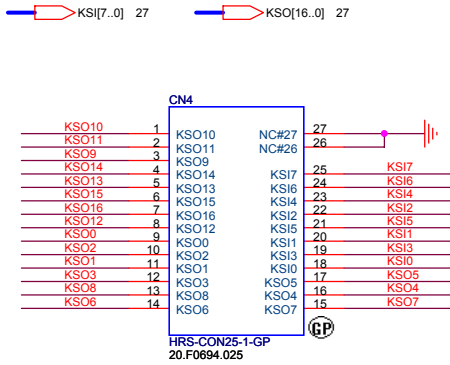 KSI[7..0] 27 KSO[16..0] 27
CN4
KSO10 1 KSO10 NC#27 27
KSO11 2 KSO11 NC#26 26
KSO9 3 KSO9
KSO14 4 KSO14 KSI7 25 KSI7
KSO13 5 KSO13 KSI6 24 KSI6
KSO15 6 KSO15 KSI4 23 KSI4
KSO16 7 KSO16 KSI2 22 KSI2
KSO12 8 KSO12 KSI5 21 KSI5
KSO0 9 KSO0 KSI1 20 KSI1
KSO2 10 KSO2 KSI3 19 KSI3
KSO1 11 KSO1 KSI0 18 KSI0
KSO3 12 KSO3 KSO5 17 KSO5
KSO8 13 KSO8 KSO4 16 KSO4
KSO6 14 KSO6 KSO7 15 KSO7
GP
HRS-CON25-1-GP
20.F0694.025